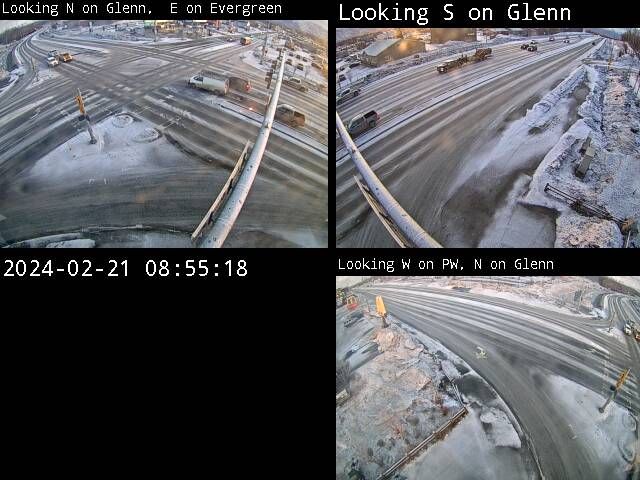 Looking N on Glenn,  E on Evergreen
Looking S on Glenn
2024-02-21 08:55:18
Looking W on PW, N on Glenn